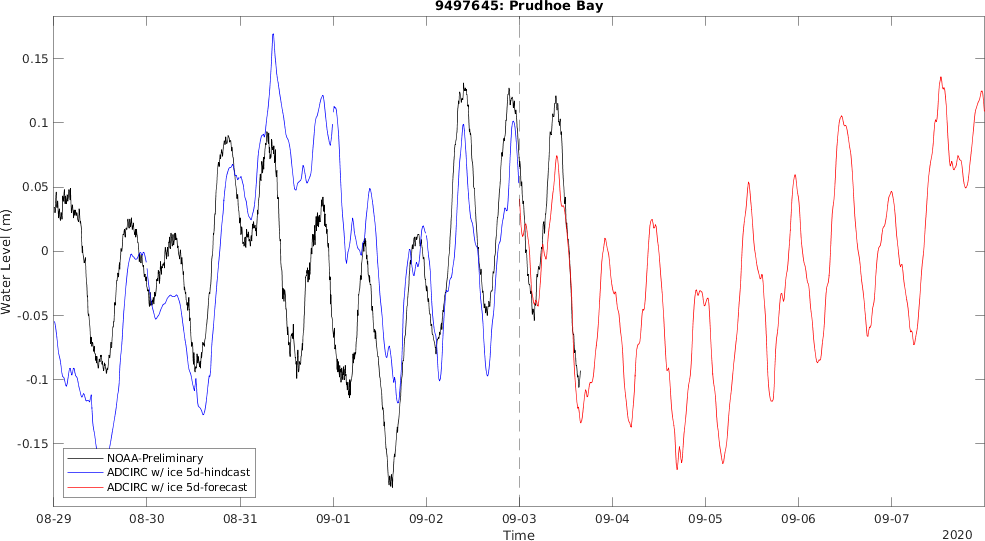 9497645: Prudhoe Bay
Water Level (m)
0.15
0.1
0.05
0
-0.05
-0.1
-0.15
NOAA-Preliminary
ADCIRC w/ ice 5d-hindcast
ADCIRC w/ ice 5d-forecast
08-29 08-30 08-31 09-01 09-02 09-03 09-04 09-05 09-06 09-07
Time
2020